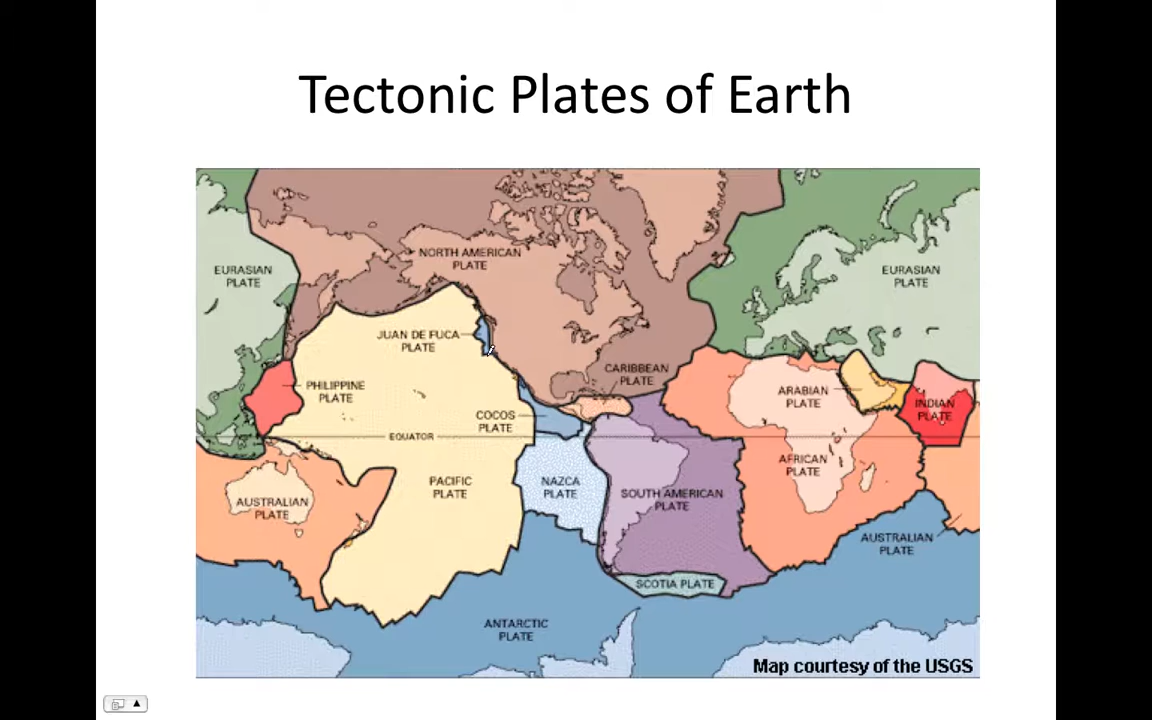 Tectonic Plates of Earth
NORTH AMERICAN
PLATE
EURASIAN
PLATE
EURASIAN
PLATE
JUAN DE FUCA
PLATE
CARIBBEAN
PLATE
PHILIPPINE
PLATE
ARABIAN
PLATE
INDIAN
PLATE
COCOS
PLATE
EQUATOR
AFRICAN
PLATE
PACIFIC
PLATE
NAZCA
PLATE
SOUTH AMERICAN
PLATE
AUSTRALIAN
PLATE
AUSTRALIAN
PLATE
SCOTIA PLATE
ANTARCTIC
PLATE
Map courtesy of the USGS